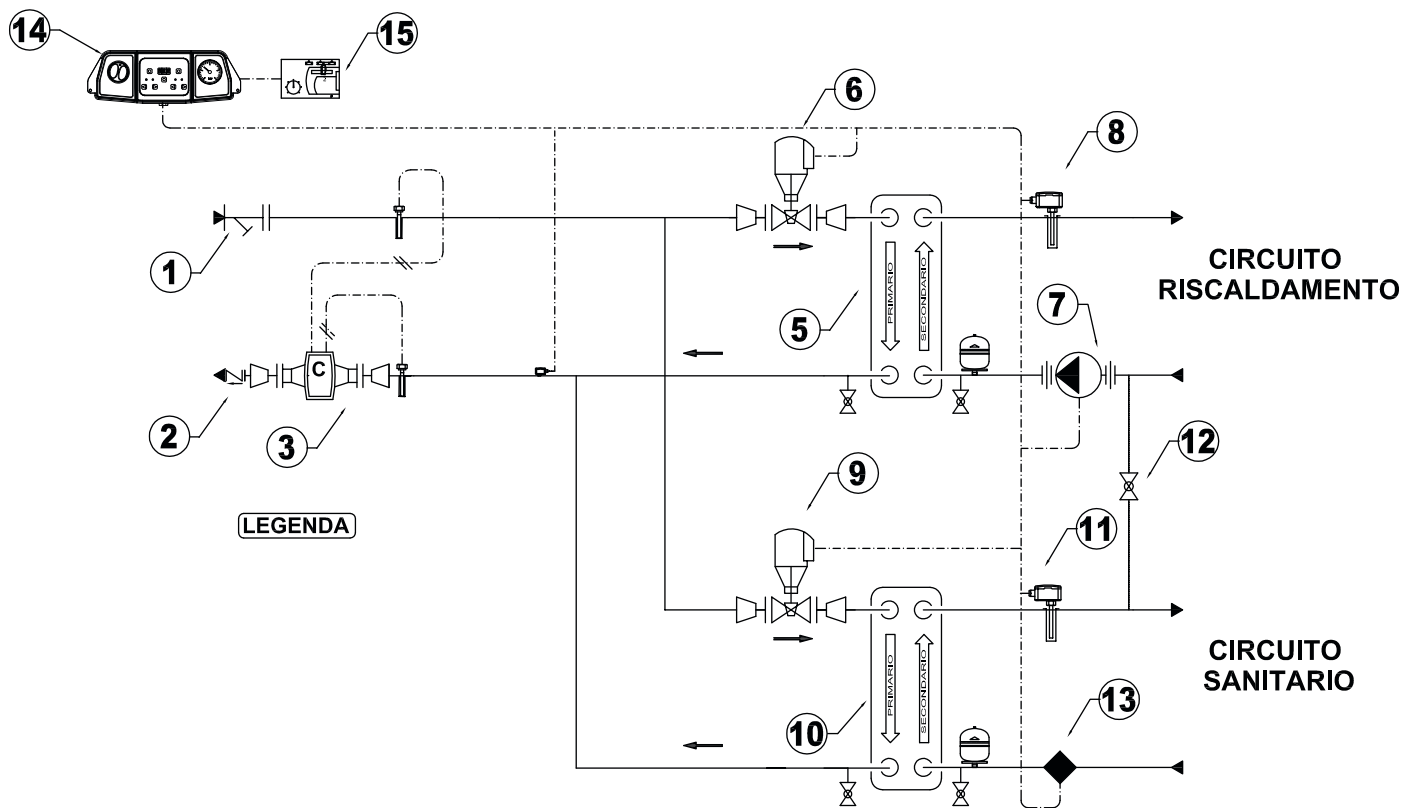 14
15
6
8
1
CIRCUITO
RISCALDAMENTO
PRIMARIO
SECONDARIO
5
7
C
2
3
12
9
LEGENDA
11
CIRCUITO
SANITARIO
PRIMARIO
SECONDARIO
13
10